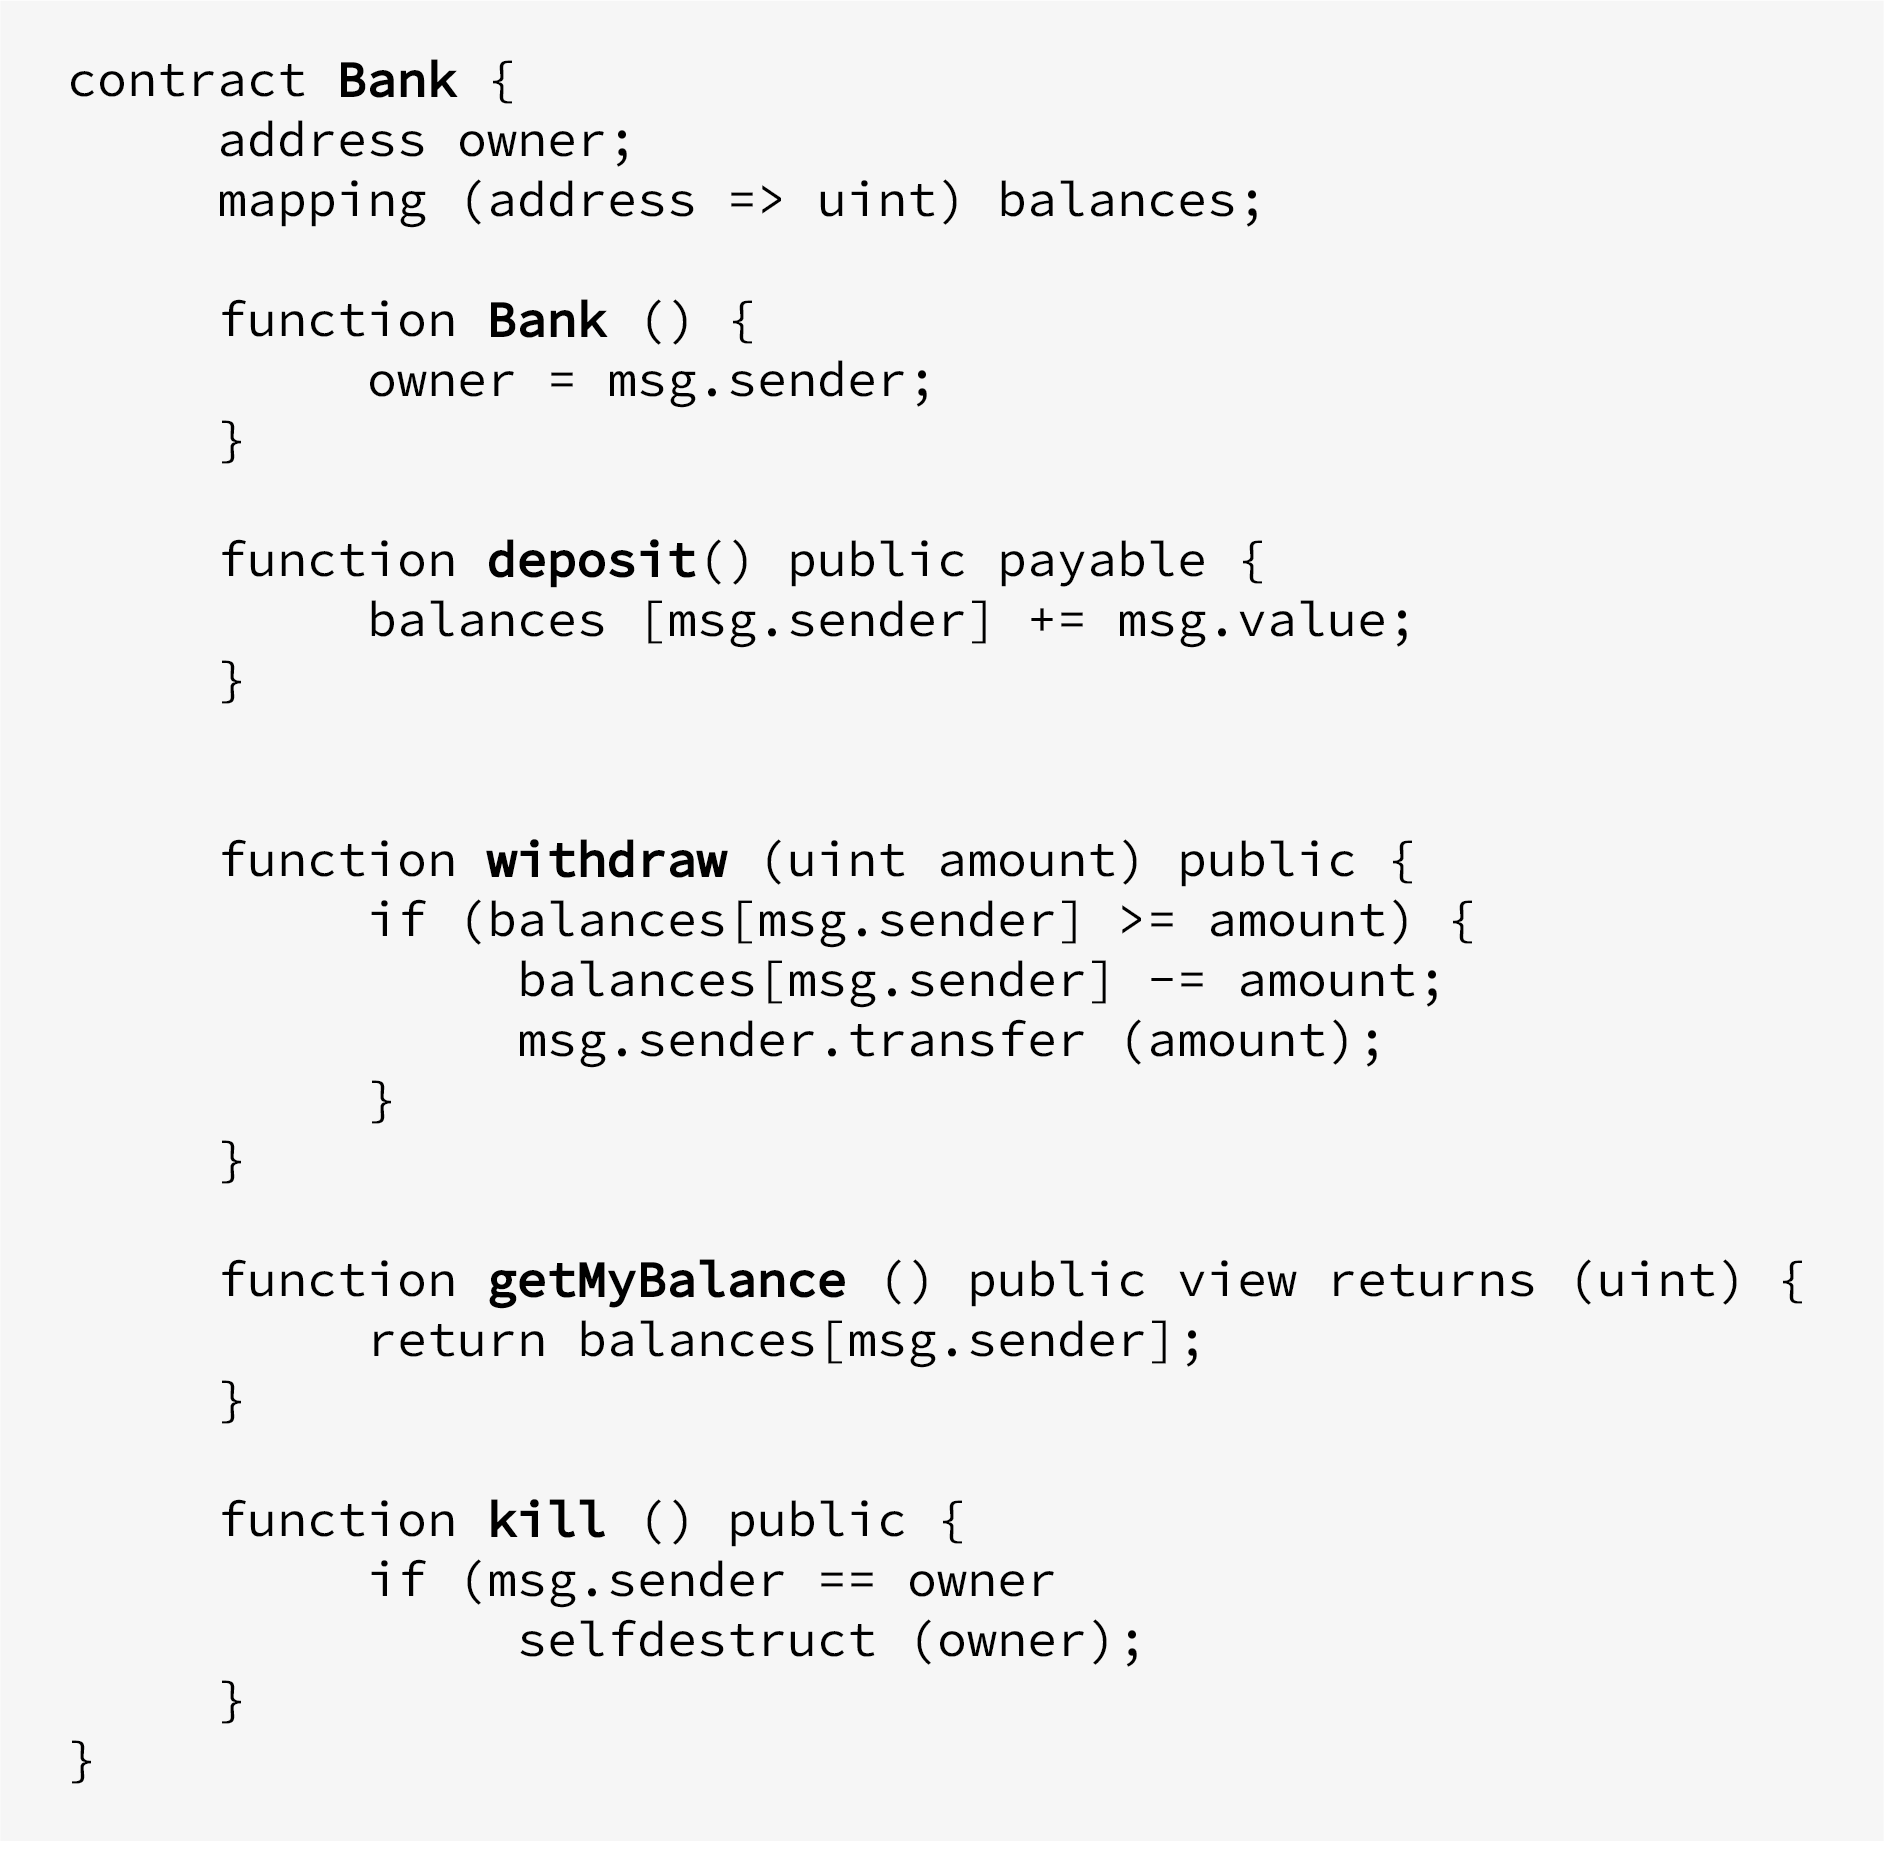 contract Bank {
address owner;
mapping (address => uint) balances;
function Bank () {
owner = msg.sender;
}
function deposit() public payable {
balances [msg.sender] += msg.value;
}
function withdraw (uint amount) public {
if (balances[msg.sender] >= amount) {
balances[msg.sender] -= amount;
msg.sender.transfer (amount);
}
}
function getMyBalance () public view returns (uint) {
return balances[msg.sender];
}
function kill () public {
if (msg.sender == owner
selfdestruct (owner);
}
}